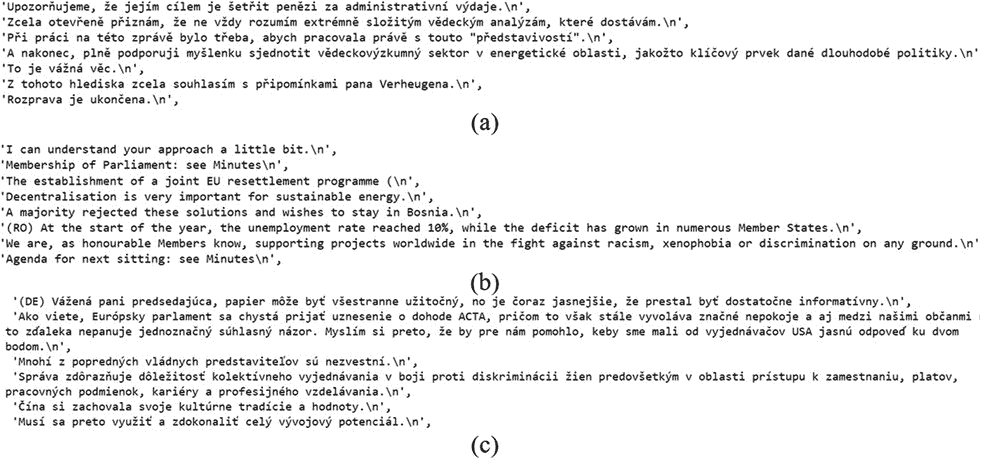 'Upozorňujeme, že jejím cílem je šetřit penězi za administrativní výdaje.\n',
'Zcela otevřeně přiznám, že ne vždy rozumím extrémně složitým vědeckým analýzám, které dostávám.\n',
'Při práci na této zprávě bylo třeba, abych pracovala právě s touto "představivostí".\n',
'A nakonec, plně podporuji myšlenku sjednotit vědeckovýzkumný sektor v energetické oblasti, jakožto klíčový prvek dané dlouhodobé politiky.\n'
'To je vážná věc.\n',
'Z tohoto hlediska zcela souhlasím s připomínkami pana Verheugena.\n',
'Rozprava je ukončena.\n',
(a)
'I can understand your approach a little bit.\n',
'Membership of Parliament: see Minutes\n',
'The establishment of a joint EU resettlement programme (\n',
'Decentralisation is very important for sustainable energy.\n',
'A majority rejected these solutions and wishes to stay in Bosnia.\n',
'(RO) At the start of the year, the unemployment rate reached 10%, while the deficit has grown in numerous Member States.\n',
'We are, as honourable Members know, supporting projects worldwide in the fight against racism, xenophobia or discrimination on any ground.\n'
'Agenda for next sitting: see Minutes\n',
(b)
'(DE) Vážená pani predsedajúca, papier môže byť všestranne užitočný, no je čoraz jasnejšie, že prestal byť dostatočne informatívny.\n',
'Ako viete, Európsky parlament sa chystá prijať uznesenie o dohode ACTA, pričom to však stále vyvoláva značné nepokoje a aj medzi našimi občanmi
to zďaleka nepanuje jednoznačný súhlasný názor. Myslím si preto, že by pre nám pomohlo, keby sme mali od vyjednávačov USA jasnú odpoveď ku dvom
bodom.\n',
'Mnohí z popredných vládnych predstaviteľov sú nezvestní.\n',
'Správa zdôrazňuje dôležitosť kolektívneho vyjednávania v boji proti diskriminácii žien predovšetkým v oblasti prístupu k zamestnaniu, platov,
pracovných podmienok, kariéry a profesijného vzdelávania.\n',
'Čína si zachovala svoje kultúrne tradície a hodnoty.\n',
'Musí sa preto využiť a zdokonaliť celý vývojový potenciál.\n',
(c)